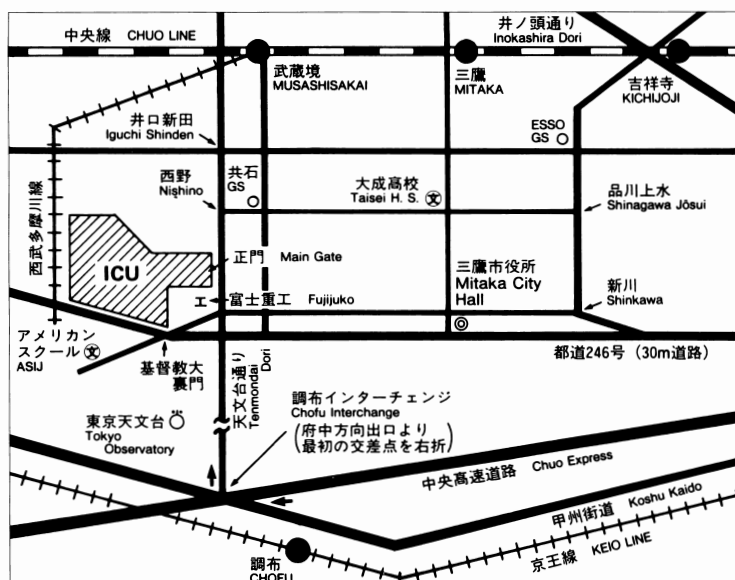 中央線 CHUO LINE
井ノ頭通り
Inokashira Dori
武蔵境
MUSASHISAKAI
三鷹
MITAKA
吉祥寺
KICHIJOJI
井口新田
Iguchi Shinden
ESSO
GS
西野
Nishino
共石
GS
大成高校
Taisei H. S. 文
品川上水
Shinagawa Jōsui
西武多摩川線
ICU
正門 Main Gate
三鷹市役所
Mitaka City
Hall
新川
Shinkawa
エ 富士重工 Fujijuko
アメリカン
スクール 文
ASIJ
基督教大
裏門
都道246号(30m道路)
天文台通り
Tenmondai
Dori
調布インターチェンジ
Chofu Interchange
(府中方向出口より
最初の交差点を右折)
東京天文台
Tokyo
Observatory
中央高速道路 Chuo Express
甲州街道 Koshu Kaido
京王線 KEIO LINE
調布
CHOFU